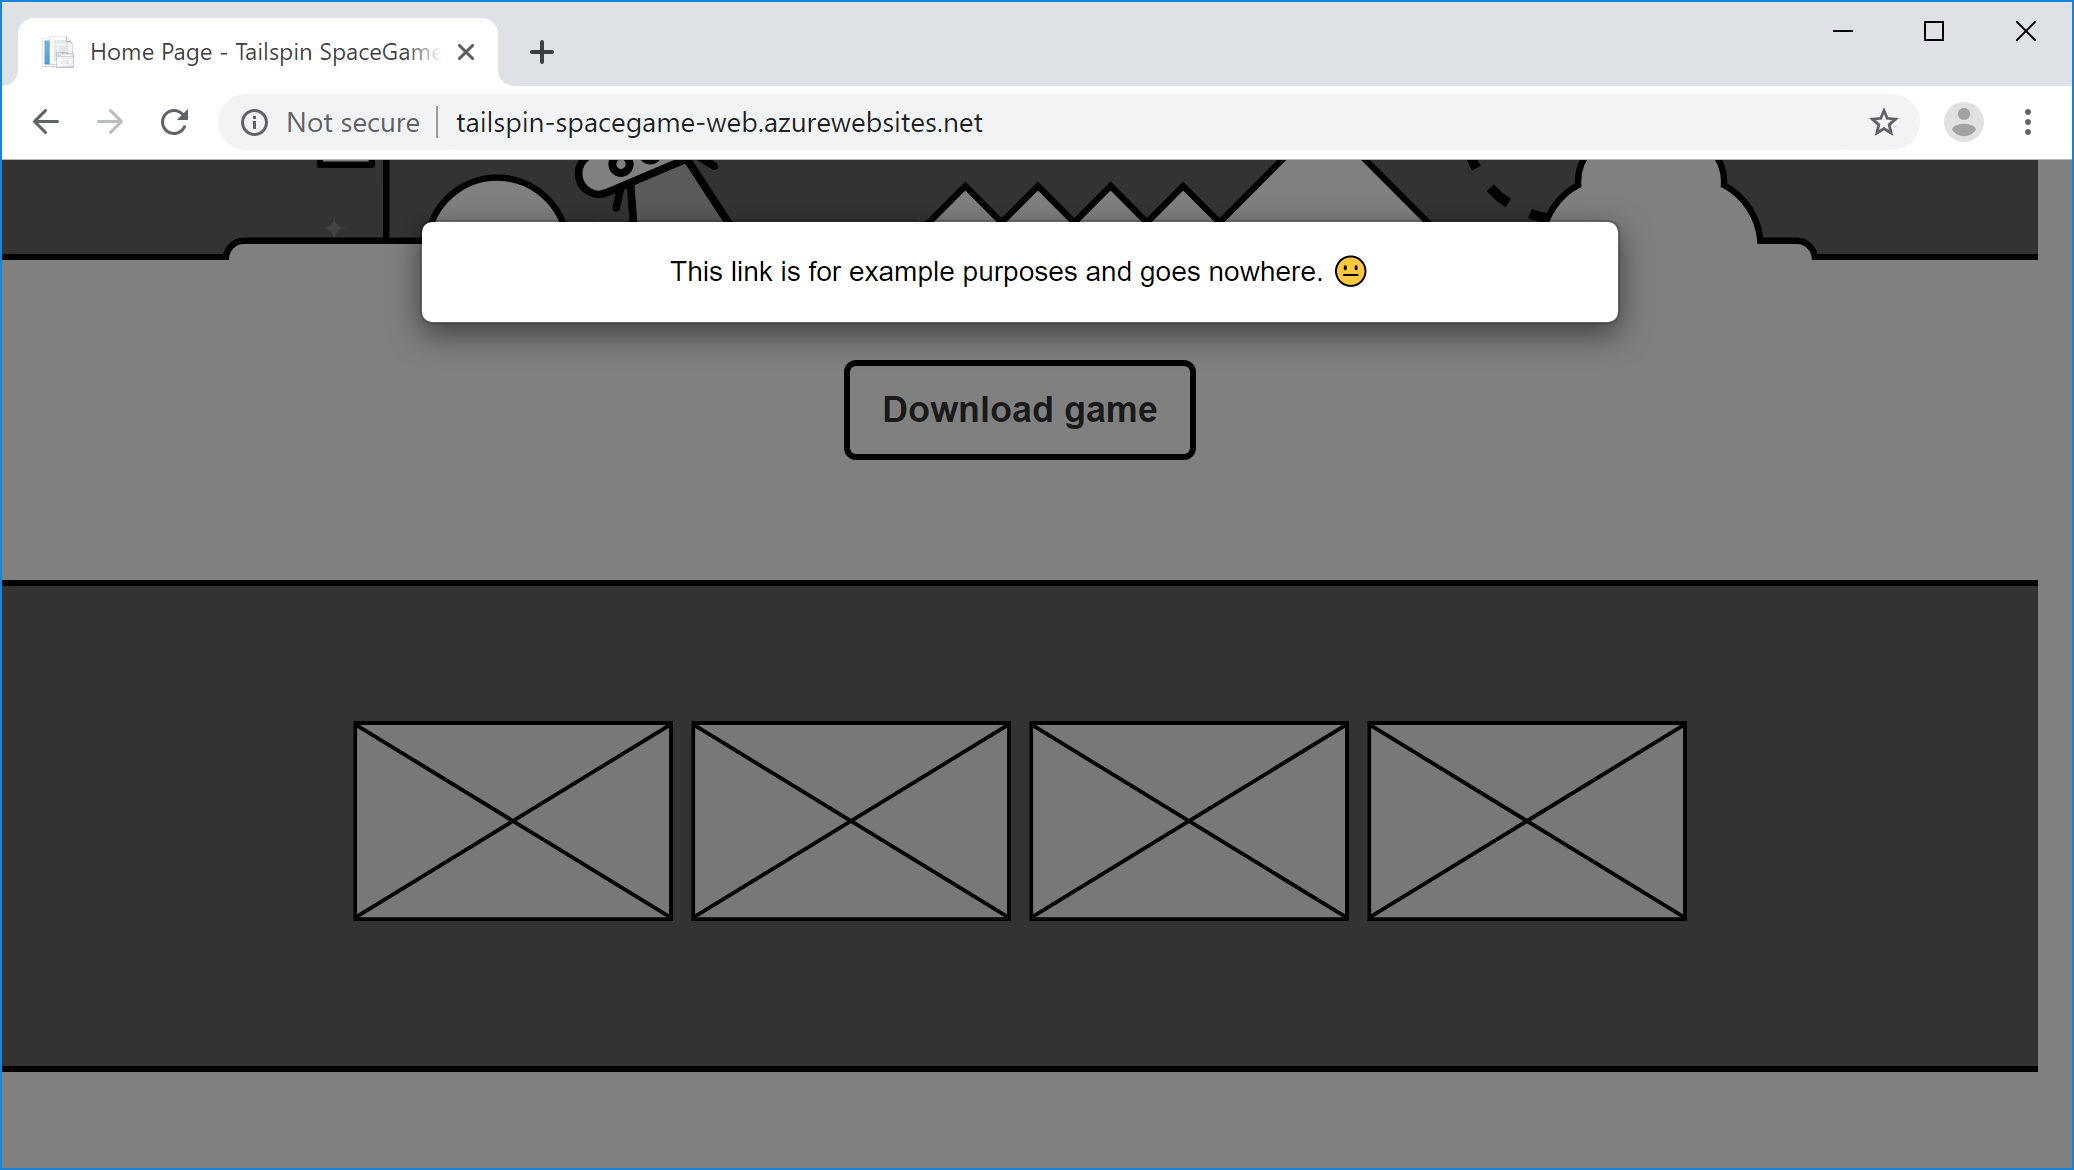 Home Page - Tailspin SpaceGame
Not secure
tailspin-spacegame-web.azurewebsites.net
This link is for example purposes and goes nowhere. 😐
Download game